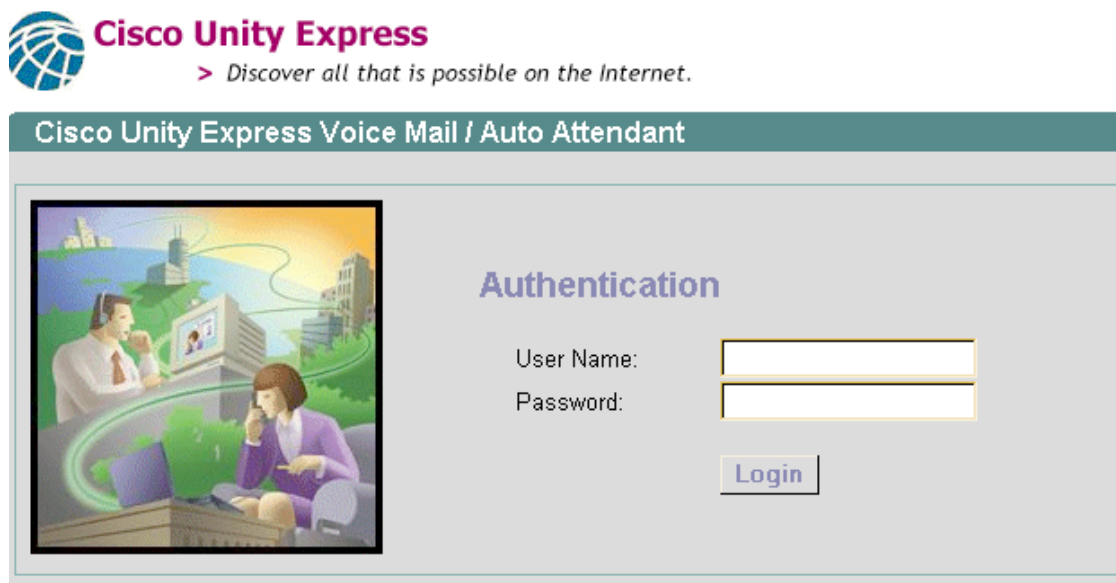 Cisco Unity Express
> Discover all that is possible on the Internet.
Cisco Unity Express Voice Mail / Auto Attendant
Authentication
User Name:
Password:
Login